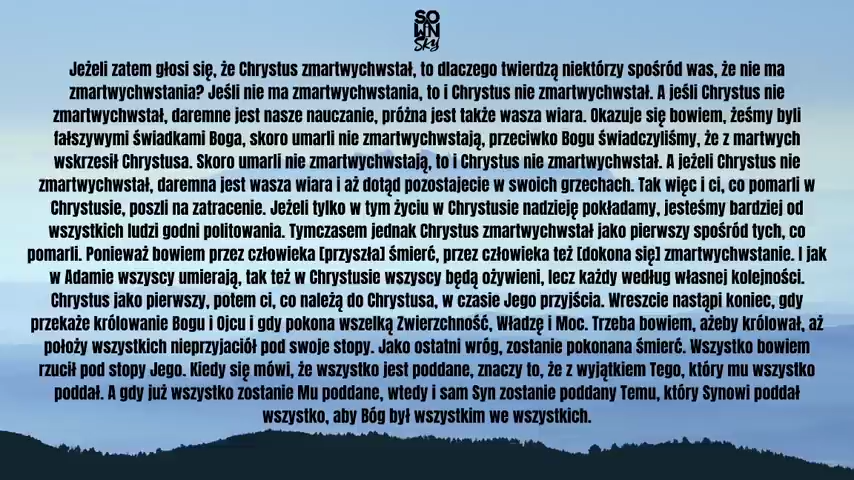 SO
WN
Sky
Jeżeli zatem głosi się, że Chrystus zmartwychwstał, to dlaczego twierdzą niektórzy spośród was, że nie ma
zmartwychwstania? Jeśli nie ma zmartwychwstania, to i Chrystus nie zmartwychwstał. A jeśli Chrystus nie
zmartwychwstał, daremne jest nasze nauczanie, próżna jest także wasza wiara. Okazuje się bowiem, żeśmy byli
fałszywymi świadkami Boga, skoro umarli nie zmartwychwstają, przeciwko Bogu świadczyliśmy, że z martwych
wskrzesił Chrystusa. Skoro umarli nie zmartwychwstają, to i Chrystus nie zmartwychwstał. A jeżeli Chrystus nie
zmartwychwstał, daremna jest wasza wiara i aż dotąd pozostajecie w swoich grzechach. Tak więc i ci, co pomarli w
Chrystusie, poszli na zatracenie. Jeżeli tylko w tym życiu w Chrystusie nadzieję pokładamy, jesteśmy bardziej od
wszystkich ludzi godni politowania. Tymczasem jednak Chrystus zmartwychwstał jako pierwszy spośród tych, co
pomarli. Ponieważ bowiem przez człowieka [przyszła] śmierć, przez człowieka też [dokona się] zmartwychwstanie. I jak
w Adamie wszyscy umierają, tak też w Chrystusie wszyscy będą ożywieni, lecz każdy według własnej kolejności.
Chrystus jako pierwszy, potem ci, co należą do Chrystusa, w czasie Jego przyjścia. Wreszcie nastąpi koniec, gdy
przekaże królowanie Bogu i Ojcu i gdy pokona wszelką Zwierzchność, Władzę i Moc. Trzeba bowiem, ażeby królował, aż
położy wszystkich nieprzyjaciół pod swoje stopy. Jako ostatni wróg, zostanie pokonana śmierć. Wszystko bowiem
rzucił pod stopy Jego. Kiedy się mówi, że wszystko jest poddane, znaczy to, że z wyjątkiem Tego, który mu wszystko
poddał. A gdy już wszystko zostanie Mu poddane, wtedy i sam Syn zostanie poddany Temu, który Synowi poddał
wszystko, aby Bóg był wszystkim we wszystkich.